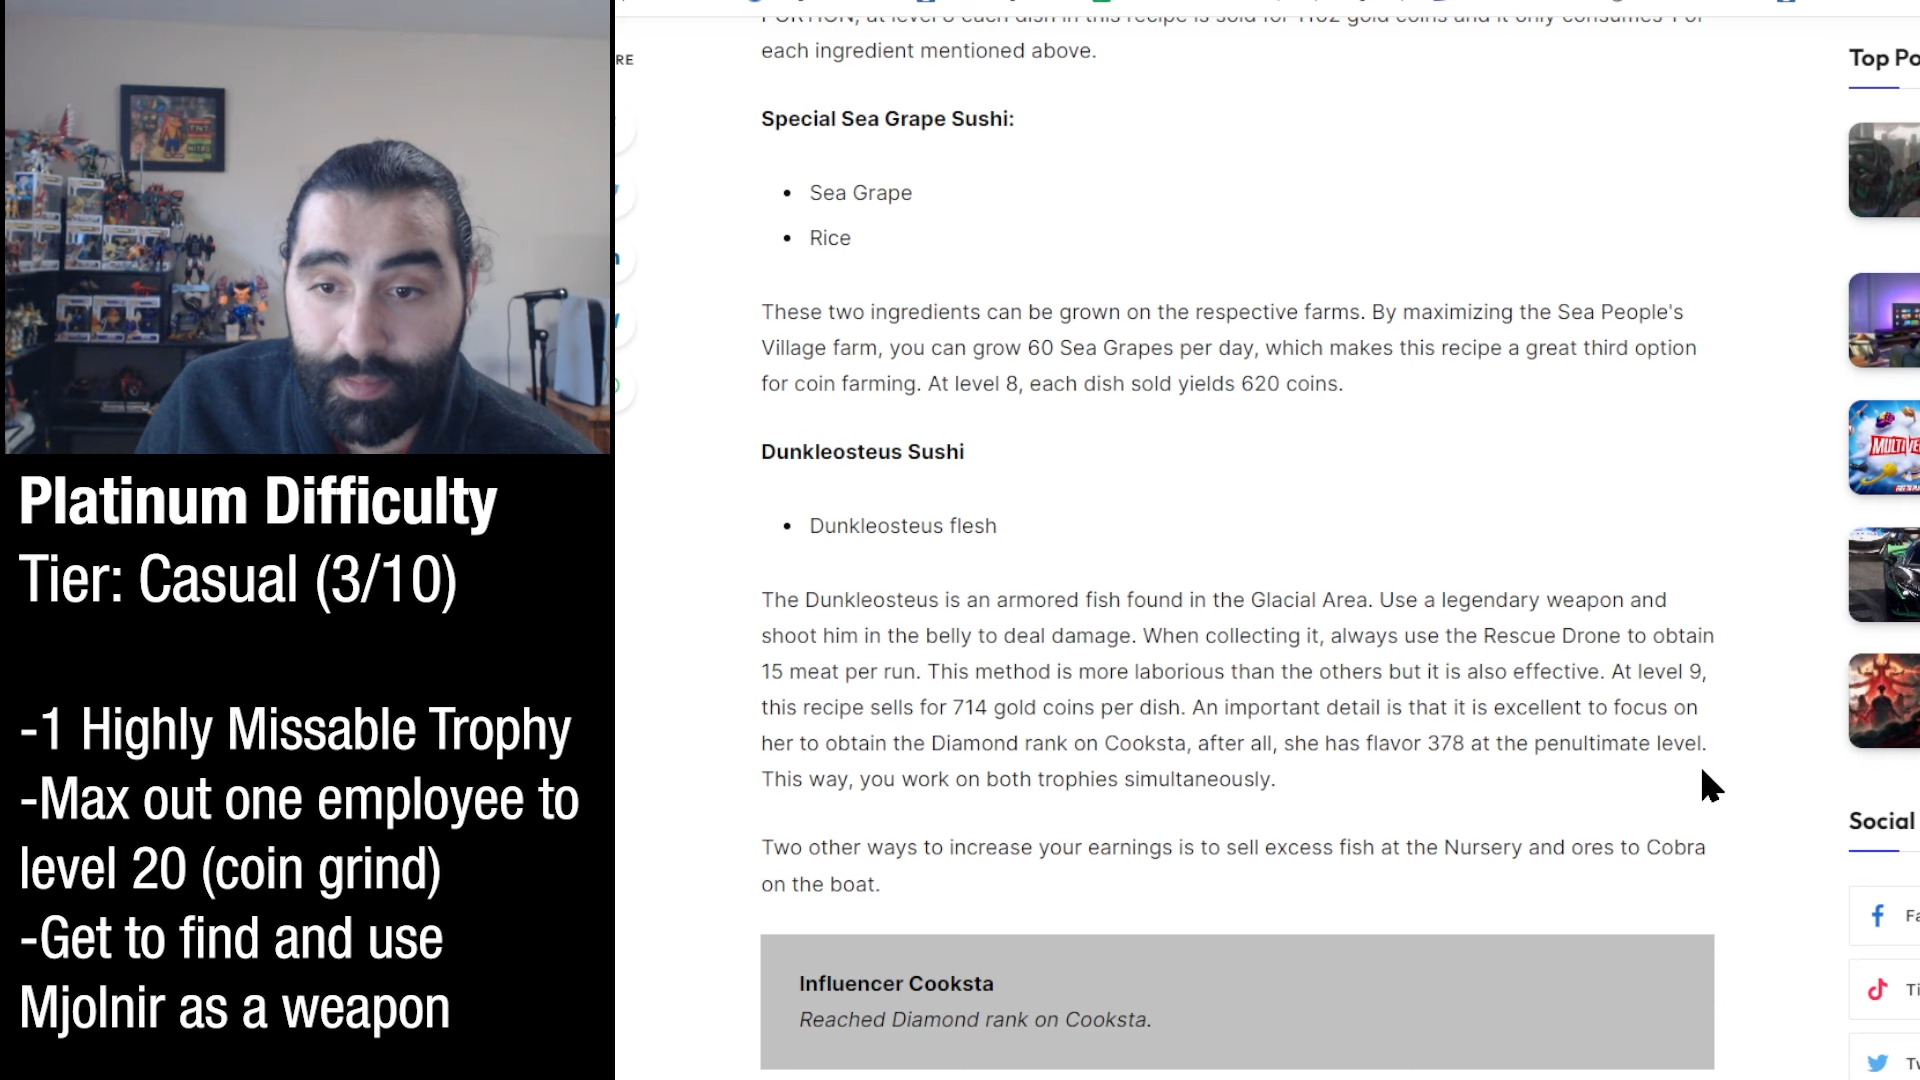 Platinum Difficulty
Tier: Casual (3/10)
-1 Highly Missable Trophy
-Max out one employee to
level 20 (coin grind)
-Get to find and use
Mjolnir as a weapon
RE
each ingredient mentioned above.
Special Sea Grape Sushi:
• Sea Grape
• Rice
These two ingredients can be grown on the respective farms. By maximizing the Sea People's
Village farm, you can grow 60 Sea Grapes per day, which makes this recipe a great third option
for coin farming. At level 8, each dish sold yields 620 coins.
Dunkleosteus Sushi
• Dunkleosteus flesh
The Dunkleosteus is an armored fish found in the Glacial Area. Use a legendary weapon and
shoot him in the belly to deal damage. When collecting it, always use the Rescue Drone to obtain
15 meat per run. This method is more laborious than the others but it is also effective. At level 9,
this recipe sells for 714 gold coins per dish. An important detail is that it is excellent to focus on
her to obtain the Diamond rank on Cooksta, after all, she has flavor 378 at the penultimate level.
This way, you work on both trophies simultaneously.
Two other ways to increase your earnings is to sell excess fish at the Nursery and ores to Cobra
on the boat.
Influencer Cooksta
Reached Diamond rank on Cooksta.
Top Po
Social
Fa
Ti
Tw